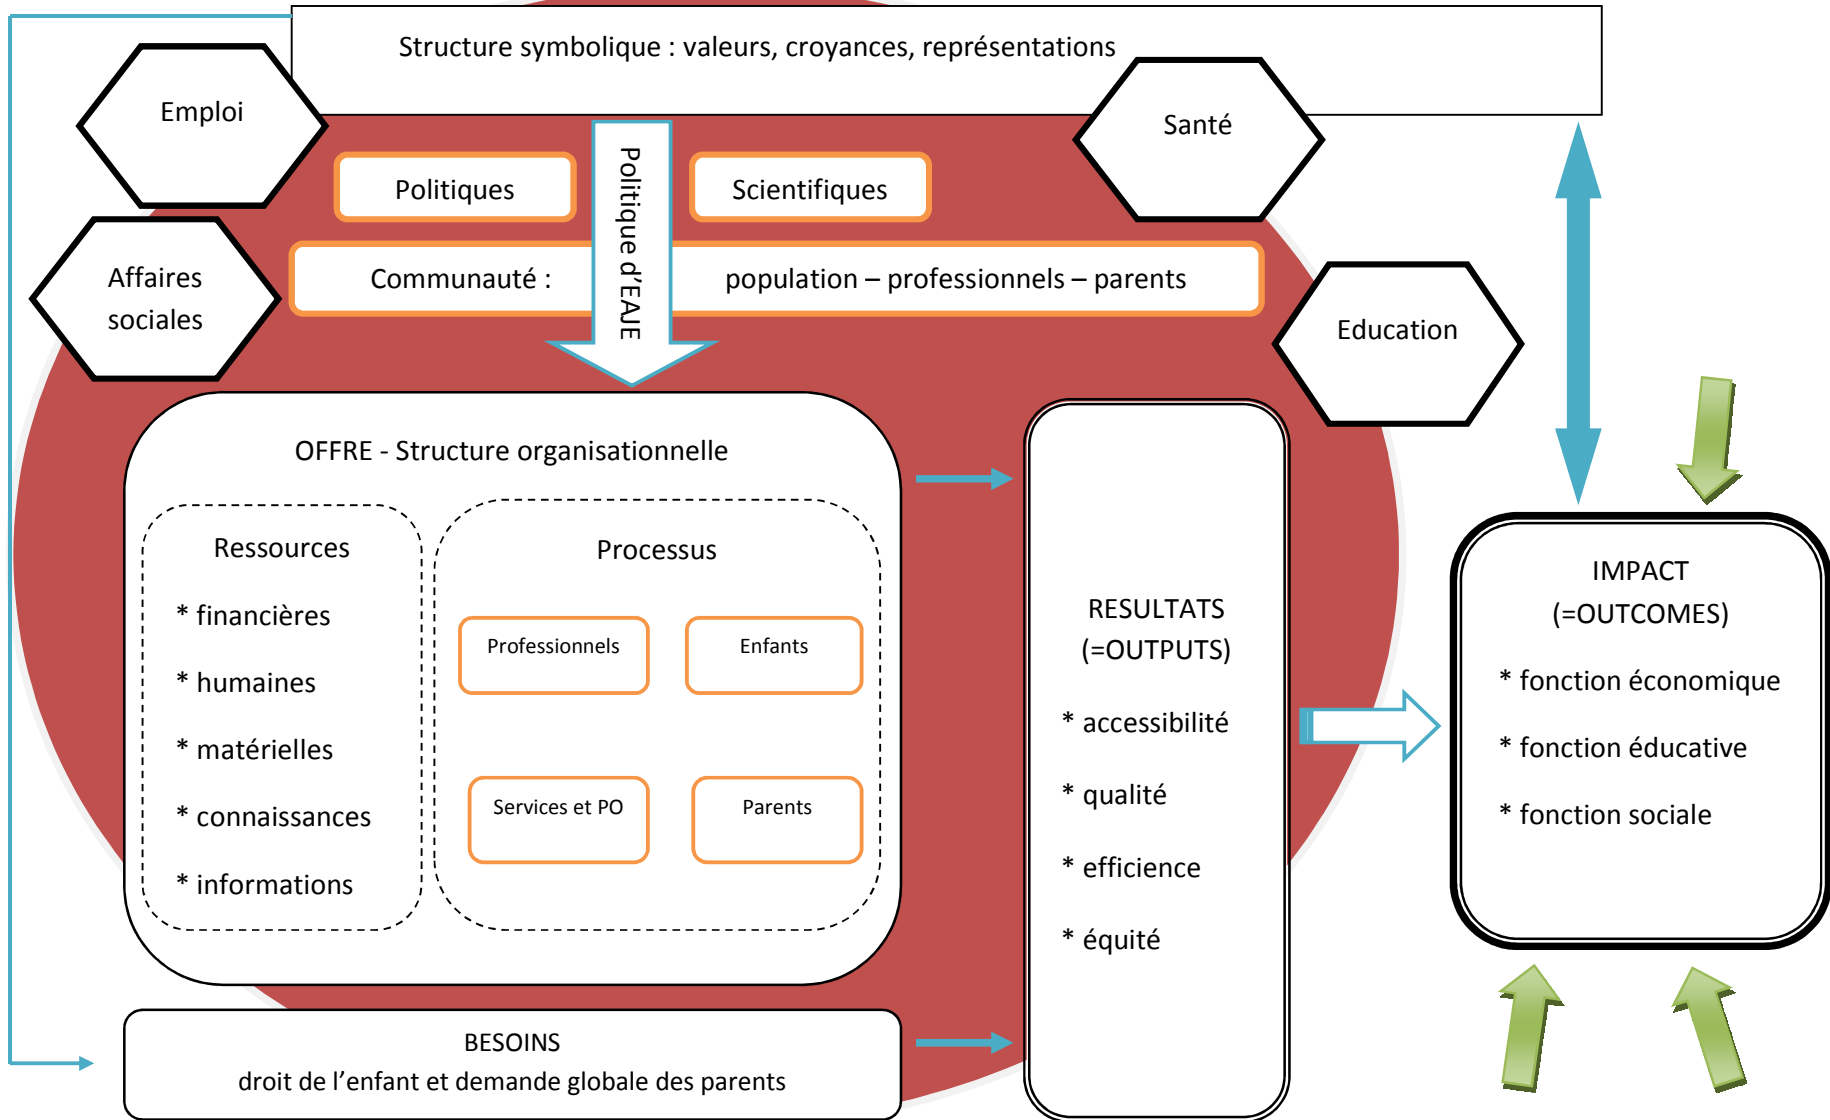 Structure symbolique : valeurs, croyances, représentations
Emploi
Santé
Politiques
Scientifiques
Politique d’EAJE
Affaires
sociales
Communauté :
population – professionnels – parents
Education
OFFRE - Structure organisationnelle
Ressources
* financières
* humaines
* matérielles
* connaissances
* informations
Processus
Professionnels
Enfants
Services et PO
Parents
RESULTATS
(=OUTPUTS)
* accessibilité
* qualité
* efficience
* équité
IMPACT
(=OUTCOMES)
* fonction économique
* fonction éducative
* fonction sociale
BESOINS
droit de l’enfant et demande globale des parents